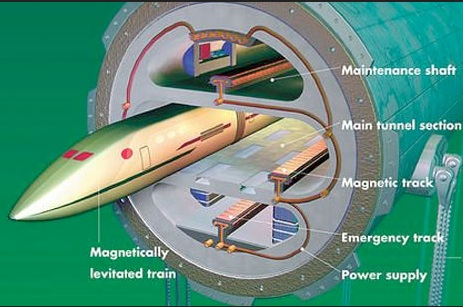 Maintenance shaft
Main tunnel section
Magnetic track
Emergency track
Magnetically
levitated train
Power supply